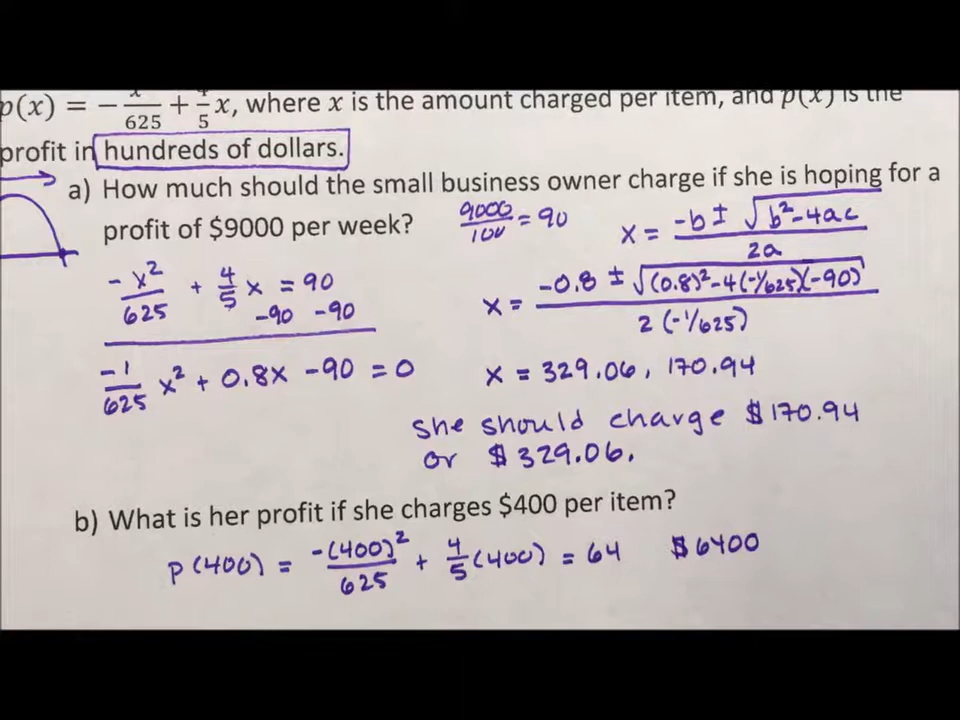 p(x) = − x/625 + 4/5 x, where x is the amount charged per item, and p(x) is the
profit in hundreds of dollars.
a) How much should the small business owner charge if she is hoping for a
profit of $9000 per week?
9000/100 = 90
-x²/625 + 4/5 x = 90
-90 -90
-1/625 x² + 0.8x -90 = 0
x = (-b ± √(b²-4ac))/2a
x = (-0.8 ± √((0.8)²-4(-1/625)(-90)))/2(-1/625)
x = 329.06, 170.94
she should charge $170.94
or $329.06.
b) What is her profit if she charges $400 per item?
P(400) = -(400)²/625 + 4/5 (400) = 64 $6400